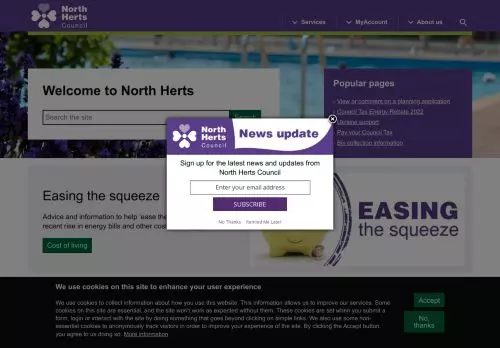 North
Herts
Council
Services
MyAccount
About us
Welcome to North Herts
Search the site
Search
Popular pages
View or comment on a planning application
Council Tax Energy Rebate 2022
Ukraine support
Pay your Council Tax
Bin collection information
North
Herts
Council
News update
Sign up for the latest news and updates from
North Herts Council
Enter your email address
SUBSCRIBE
No Thanks
Remind Me Later
Easing the squeeze
Advice and information to help 'ease the
recent rise in energy bills and other cos
Cost of living
EASING
the squeeze
We use cookies on this site to enhance your user experience
We use cookies to collect information about how you use this website. This information allows us to improve our services. Some
cookies on this site are essential, and the site won't work as expected without them. These cookies are set when you submit a
form, login or interact with the site by doing something that goes beyond clicking on simple links. We also use some non-
essential cookies to anonymously track visitors in order to improve your experience of the site. By clicking the Accept button
you agree to us doing so. More information
Accept
No,
thanks